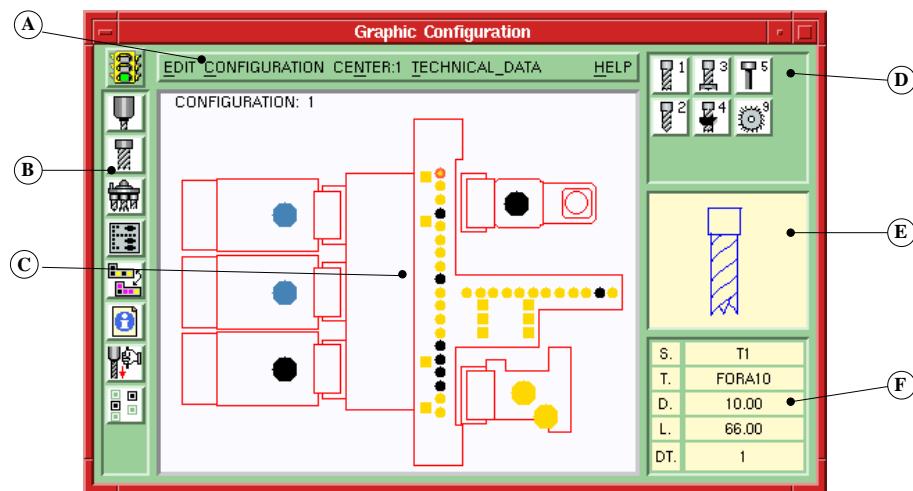 Graphic Configuration
A
EDIT CONFIGURATION CENTER:1 TECHNICAL_DATA HELP
1 3 5
D
CONFIGURATION: 1
2 4 9
B
E
C
S. T1
T. FORA10
F
D. 10.00
L. 66.00
DT. 1